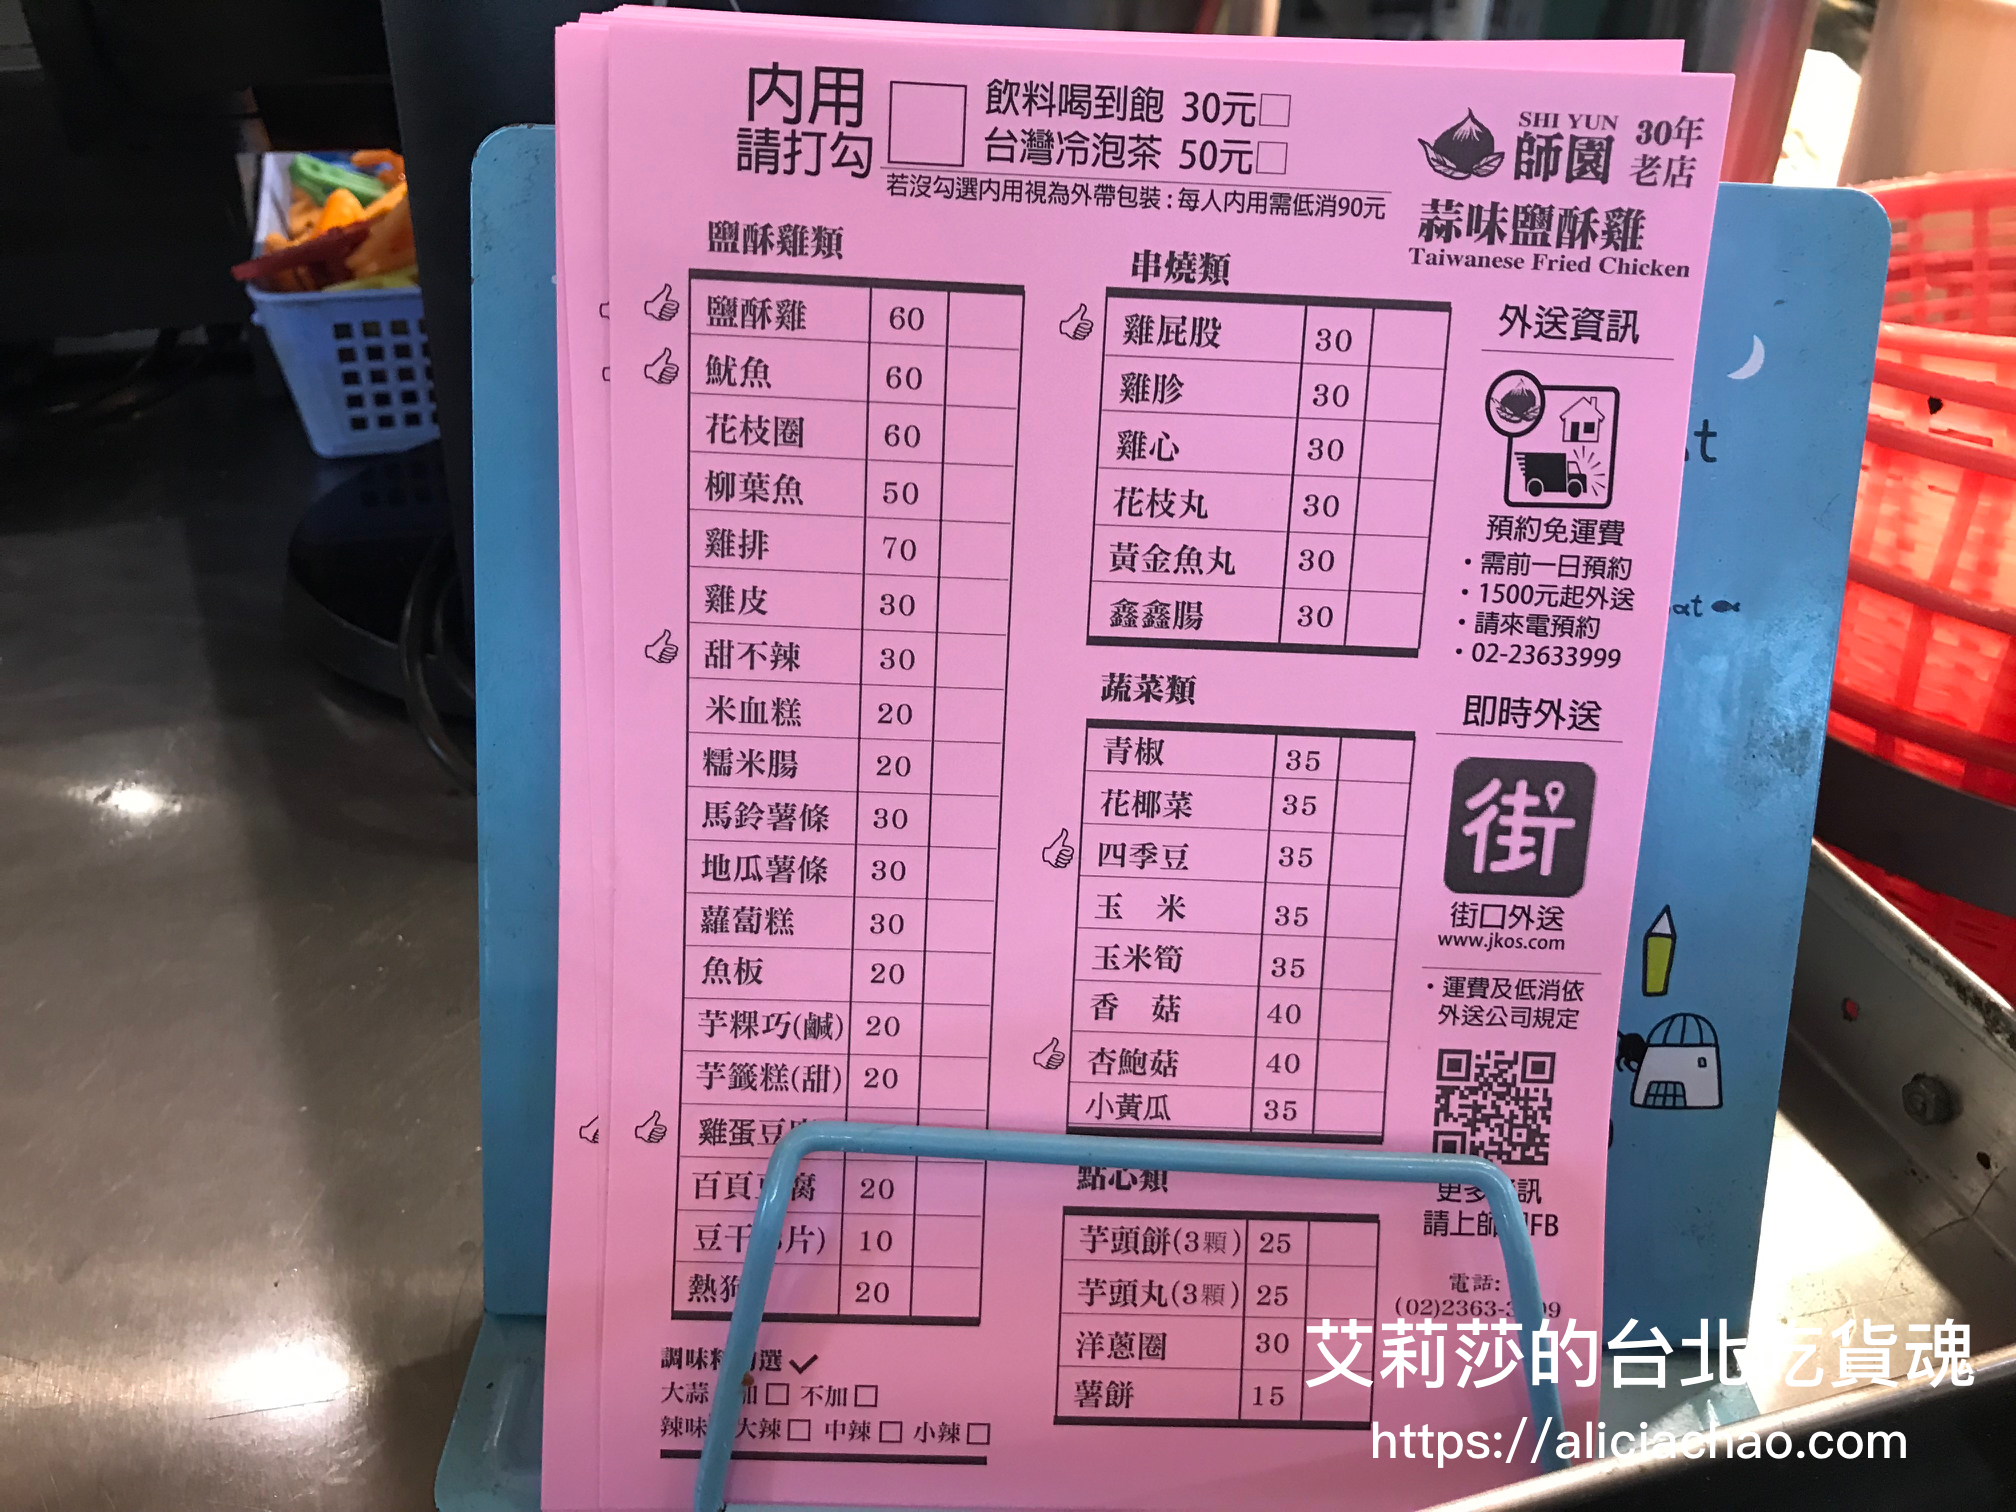 内用
請打勾
飲料喝到飽 30元
台灣冷泡茶 50元
若沒勾選內用視為外帶包裝:每人內用需低消90元
SHI YUN
師園
30年
老店
蒜味鹽酥雞
Taiwanese Fried Chicken
鹽酥雞類
鹽酥雞 60
魷魚 60
花枝圈 60
柳葉魚 50
雞排 70
雞皮 30
甜不辣 30
米血糕 20
糯米腸 20
馬鈴薯條 30
地瓜薯條 30
蘿蔔糕 30
魚板 20
芋粿巧(鹹) 20
芋籤糕(甜) 20
雞蛋豆
百頁 腐 20
豆干 片) 10
熱狗 20
調味料 選
大蒜 加 不加
辣味 大辣 中辣 小辣
串燒類
雞屁股 30
雞胗 30
雞心 30
花枝丸 30
黃金魚丸 30
鑫鑫腸 30
蔬菜類
青椒 35
花椰菜 35
四季豆 35
玉 米 35
玉米筍 35
香 菇 40
杏鮑菇 40
小黃瓜 35
點心類
芋頭餅(3顆) 25
芋頭丸(3顆) 25
洋蔥圈 30
薯餅 15
外送資訊
預約免運費
・需前一日預約
・1500元起外送
・請來電預約
・02-23633999
即時外送
街
街口外送
www.jkos.com
・運費及低消依
外送公司規定
更多 訊
請上師 FB
電話:
(02)2363-3 99
at
at
艾莉莎的台北吃貨魂
https://aliciachao.com